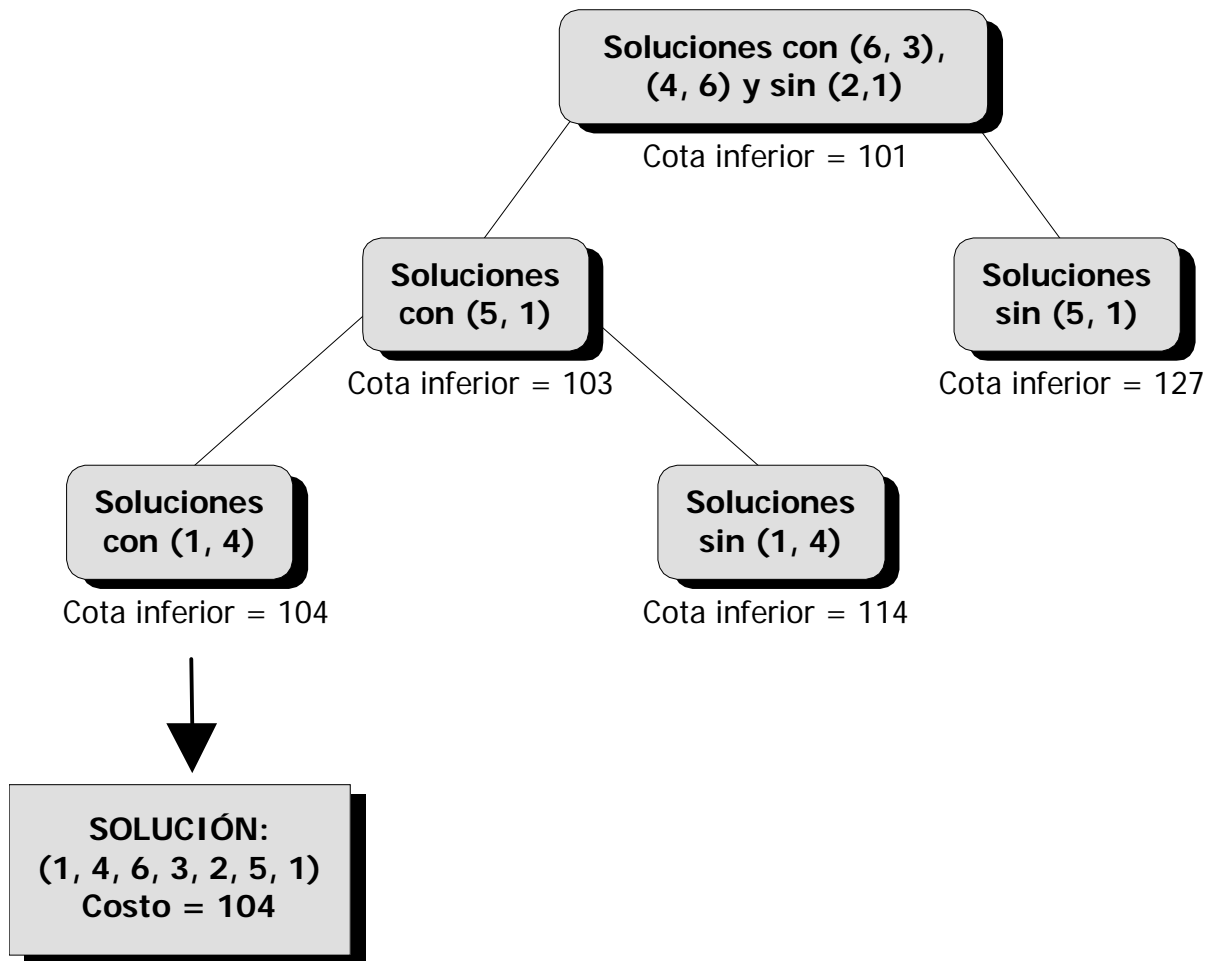 Soluciones con (6, 3),
(4, 6) y sin (2,1)
Cota inferior = 101
Soluciones
con (5, 1)
Cota inferior = 103
Soluciones
sin (5, 1)
Cota inferior = 127
Soluciones
con (1, 4)
Cota inferior = 104
Soluciones
sin (1, 4)
Cota inferior = 114
SOLUCIÓN:
(1, 4, 6, 3, 2, 5, 1)
Costo = 104